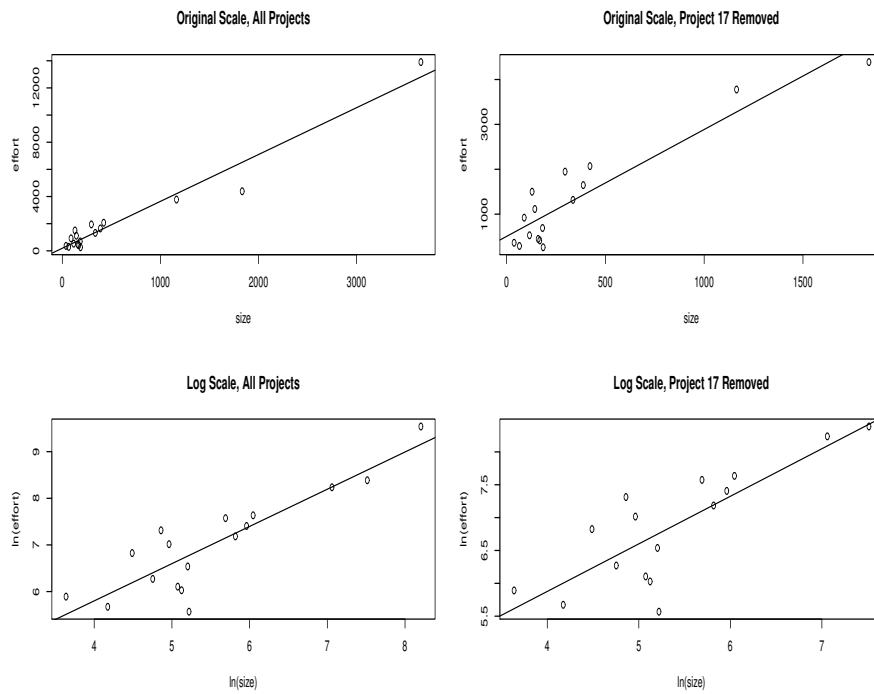 Original Scale, All Projects
effort
0
4000
8000
12000
0
1000
2000
3000
size
Original Scale, Project 17 Removed
effort
1000
3000
0
500
1000
1500
size
Log Scale, All Projects
ln(effort)
6
7
8
9
4
5
6
7
8
ln(size)
Log Scale, Project 17 Removed
ln(effort)
5.5
6.5
7.5
4
5
6
7
ln(size)